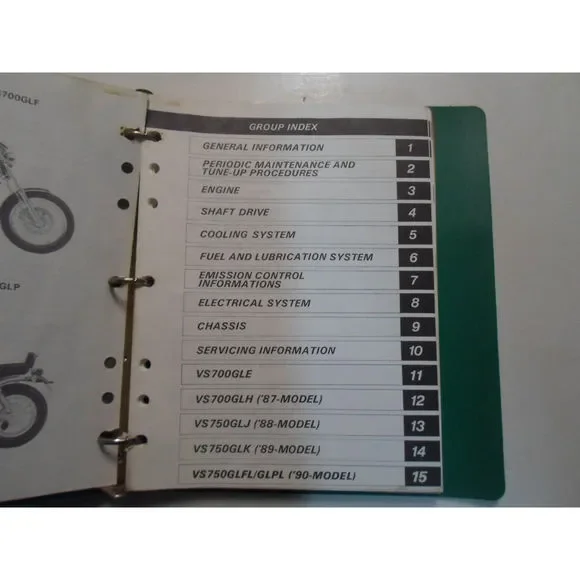 700GLF
GLP
GROUP INDEX
GENERAL INFORMATION 1
PERIODIC MAINTENANCE AND
TUNE-UP PROCEDURES 2
ENGINE 3
SHAFT DRIVE 4
COOLING SYSTEM 5
FUEL AND LUBRICATION SYSTEM 6
EMISSION CONTROL
INFORMATIONS 7
ELECTRICAL SYSTEM 8
CHASSIS 9
SERVICING INFORMATION 10
VS700GLE 11
VS700GLH ('87-MODEL) 12
VS750GLJ ('88-MODEL) 13
VS750GLK ('89-MODEL) 14
VS750GLFL/GLPL ('90-MODEL) 15